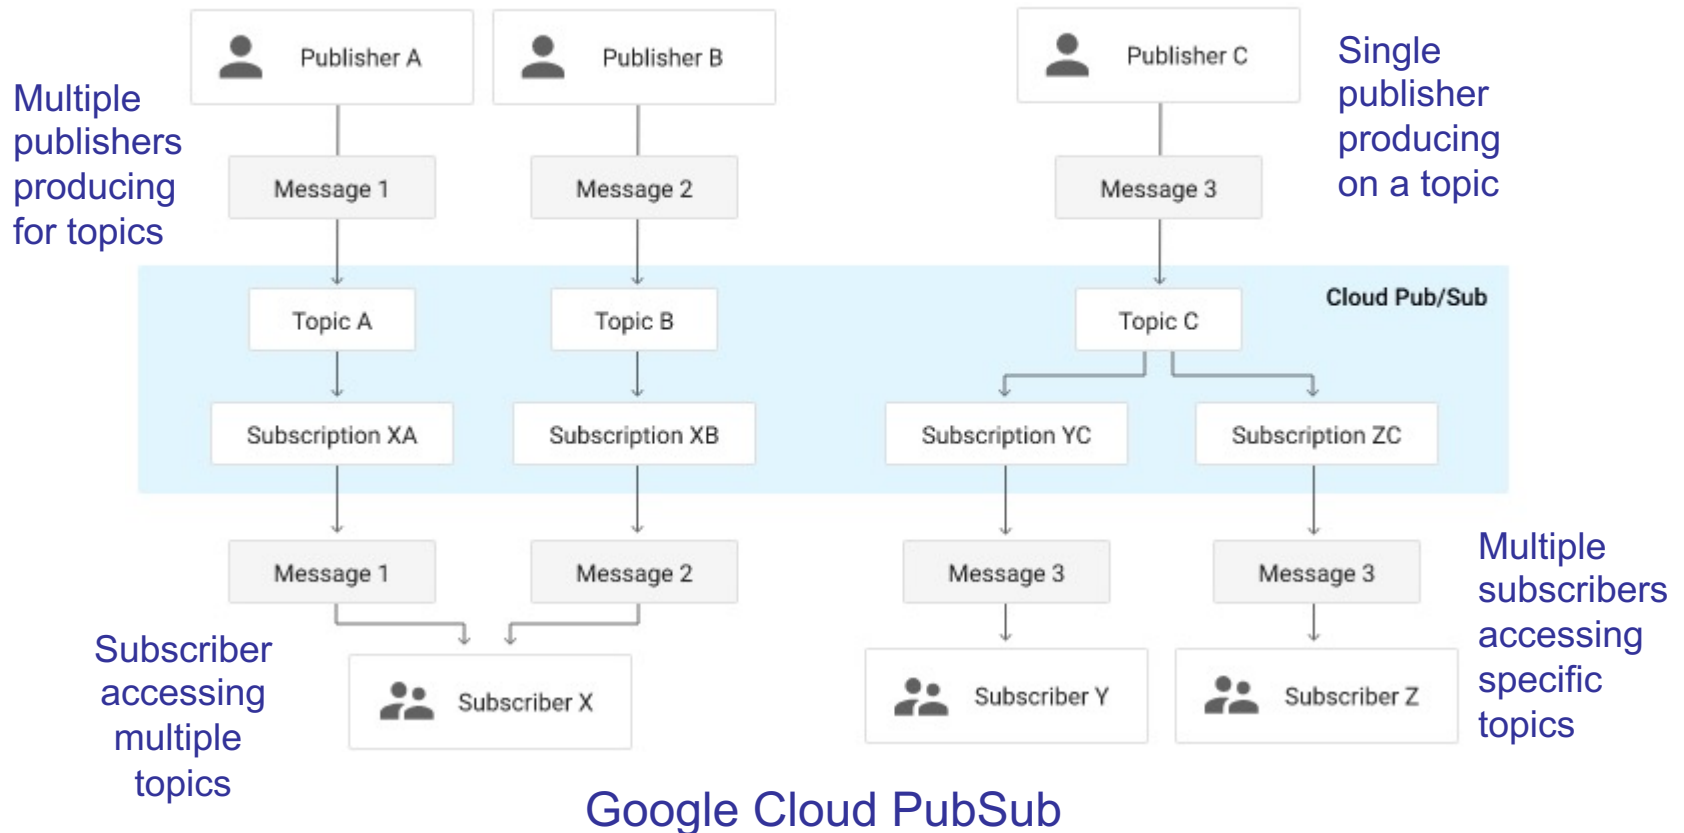 Publisher A
Publisher B
Publisher C
Single
publisher
producing
on a topic
Multiple
publishers
producing
for topics
Message 1
Message 2
Message 3
Cloud Pub/Sub
Topic A
Topic B
Topic C
Subscription XA
Subscription XB
Subscription YC
Subscription ZC
Message 1
Message 2
Message 3
Message 3
Multiple
subscribers
accessing
specific
topics
Subscriber
accessing
multiple
topics
Subscriber X
Subscriber Y
Subscriber Z
Google Cloud PubSub